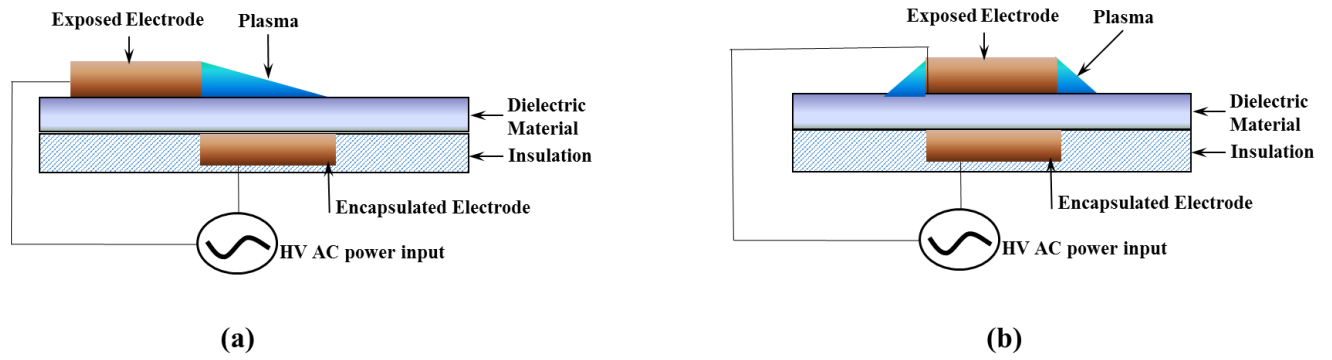 Exposed Electrode
Plasma
Dielectric
Material
Insulation
Encapsulated Electrode
HV AC power input
(a)
Exposed Electrode
Plasma
Dielectric
Material
Insulation
Encapsulated Electrode
HV AC power input
(b)